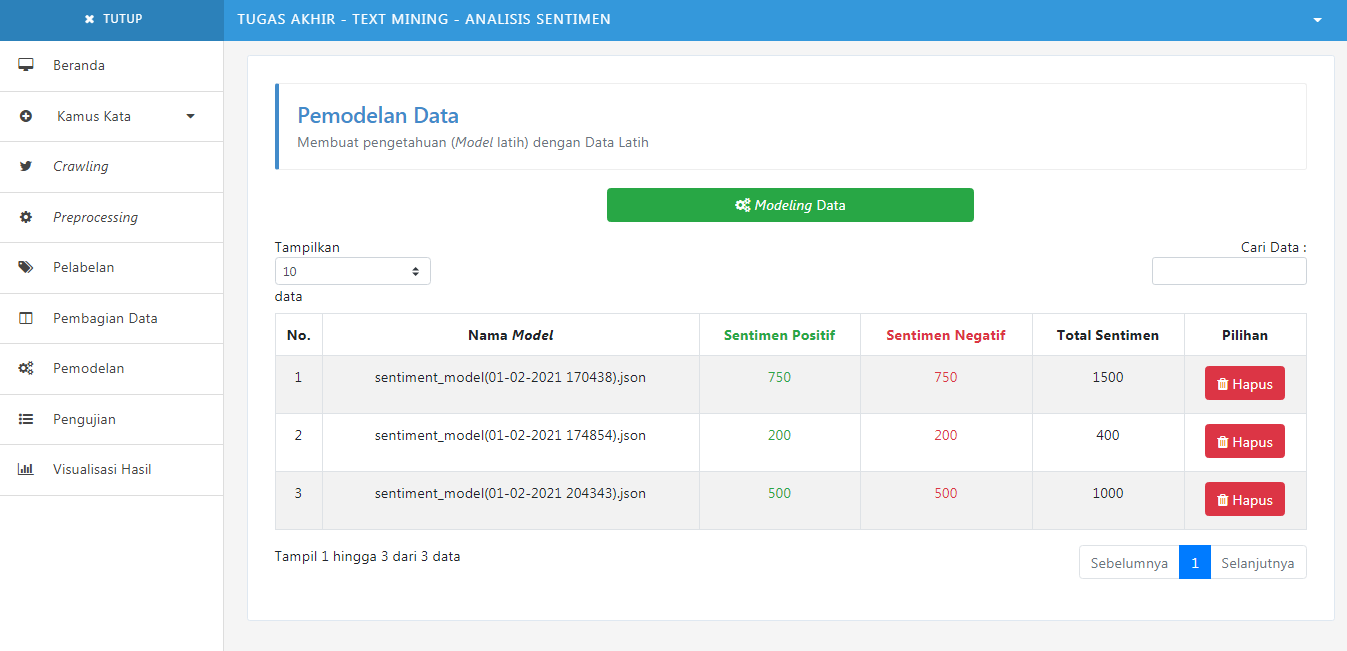 TUTUP
TUGAS AKHIR - TEXT MINING - ANALISIS SENTIMEN
Beranda
Kamus Kata
Crawling
Preprocessing
Pelabelan
Pembagian Data
Pemodelan
Pengujian
Visualisasi Hasil
Pemodelan Data
Membuat pengetahuan (Model latih) dengan Data Latih
Modeling Data
Tampilkan
10
data
Cari Data :
No. Nama Model Sentimen Positif Sentimen Negatif Total Sentimen Pilihan
1 sentiment_model(01-02-2021 170438).json 750 750 1500 Hapus
2 sentiment_model(01-02-2021 174854).json 200 200 400 Hapus
3 sentiment_model(01-02-2021 204343).json 500 500 1000 Hapus
Tampil 1 hingga 3 dari 3 data
Sebelumnya 1 Selanjutnya